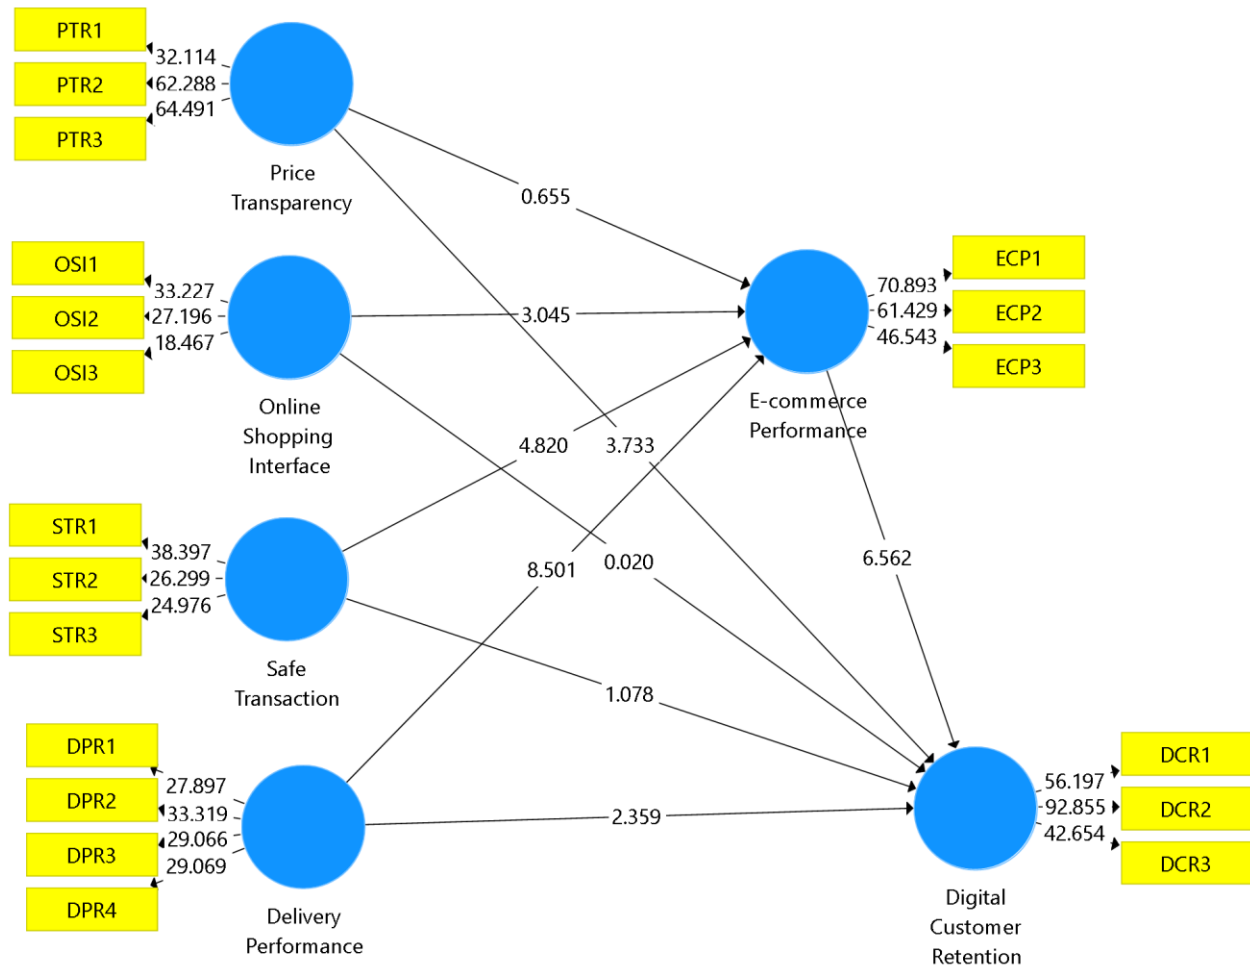 PTR1
32.114
PTR2
62.288
64.491
PTR3
Price
Transparency
0.655
OSI1
33.227
OSI2
27.196
18.467
OSI3
Online
Shopping
Interface
3.045
ECP1
70.893
ECP2
61.429
46.543
ECP3
E-commerce
Performance
4.820
3.733
STR1
38.397
STR2
26.299
24.976
STR3
Safe
Transaction
8.501
0.020
6.562
1.078
DPR1
27.897
DPR2
33.319
DPR3
29.066
29.069
DPR4
Delivery
Performance
2.359
DCR1
56.197
DCR2
92.855
42.654
DCR3
Digital
Customer
Retention